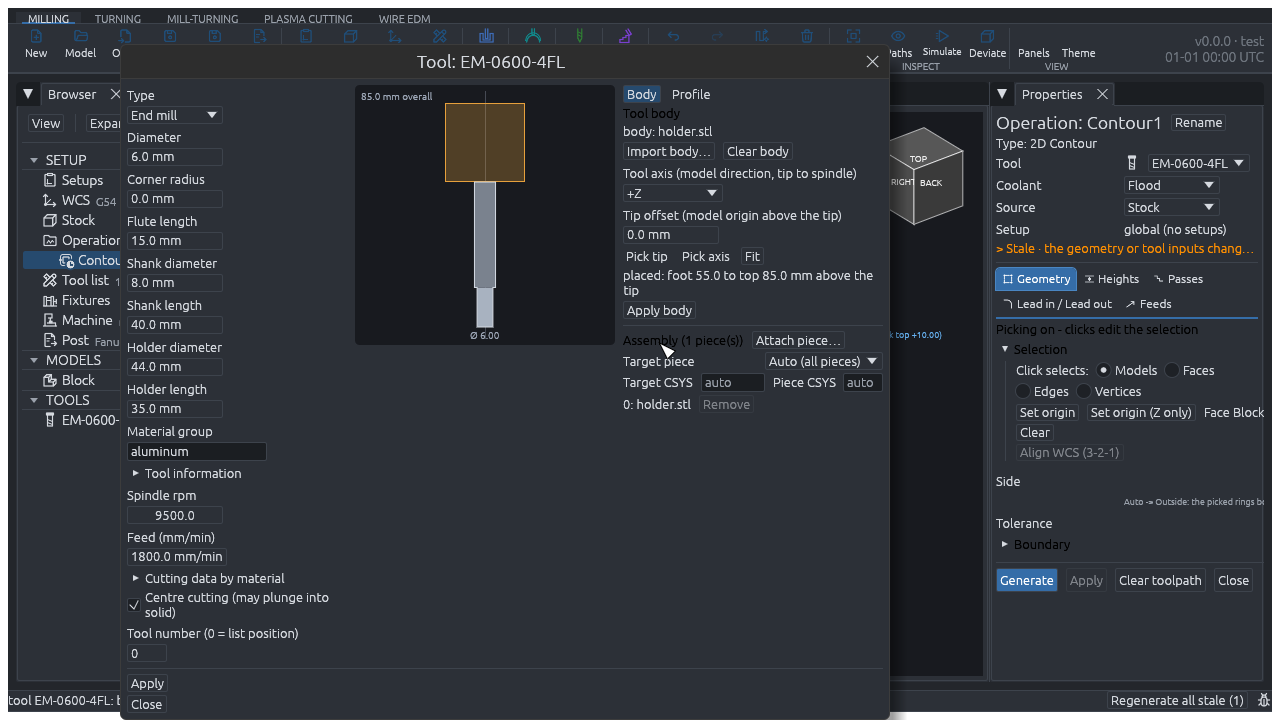 MILLING TURNING MILL-TURNING PLASMA CUTTING WIRE EDM
New Model Simulate Deviate Panels Theme
INSPECT VIEW
v0.0.0 · test
01-01 00:00 UTC
Tool: EM-0600-4FL
Browser
View
SETUP
Setups
WCS G54
Stock
Tool list
Fixtures
Machine
Post
MODELS
Block
TOOLS
Type
End mill
Diameter
6.0 mm
Corner radius
0.0 mm
Flute length
15.0 mm
Shank diameter
8.0 mm
Shank length
40.0 mm
Holder diameter
44.0 mm
Holder length
35.0 mm
Material group
aluminum
Tool information
Spindle rpm
9500.0
Feed (mm/min)
1800.0 mm/min
Cutting data by material
Centre cutting (may plunge into
solid)
Tool number (0 = list position)
0
Apply
Close
85.0 mm overall
Ø 6.00
Body Profile
Tool body
body: holder.stl
Import body… Clear body
Tool axis (model direction, tip to spindle)
+Z
Tip offset (model origin above the tip)
0.0 mm
Pick tip Pick axis Fit
placed: foot 55.0 to top 85.0 mm above the
tip
Apply body
Assembly (1 piece(s)) Attach piece…
Target piece Auto (all pieces)
Target CSYS auto Piece CSYS auto
0: holder.stl Remove
TOP
RIGHT BACK
top +10.00)
Properties
Operation: Contour1 Rename
Type: 2D Contour
Tool EM-0600-4FL
Coolant Flood
Source Stock
Setup global (no setups)
> Stale · the geometry or tool inputs chang…
Geometry Heights Passes
Lead in / Lead out Feeds
Picking on - clicks edit the selection
Selection
Click selects: Models Faces
Edges Vertices
Set origin Set origin (Z only) Face Block
Clear
Align WCS (3-2-1)
Side
Auto -> Outside: the picked rings
Tolerance
Boundary
Generate Apply Clear toolpath Close
tool EM-0600-4FL:
Regenerate all stale (1)